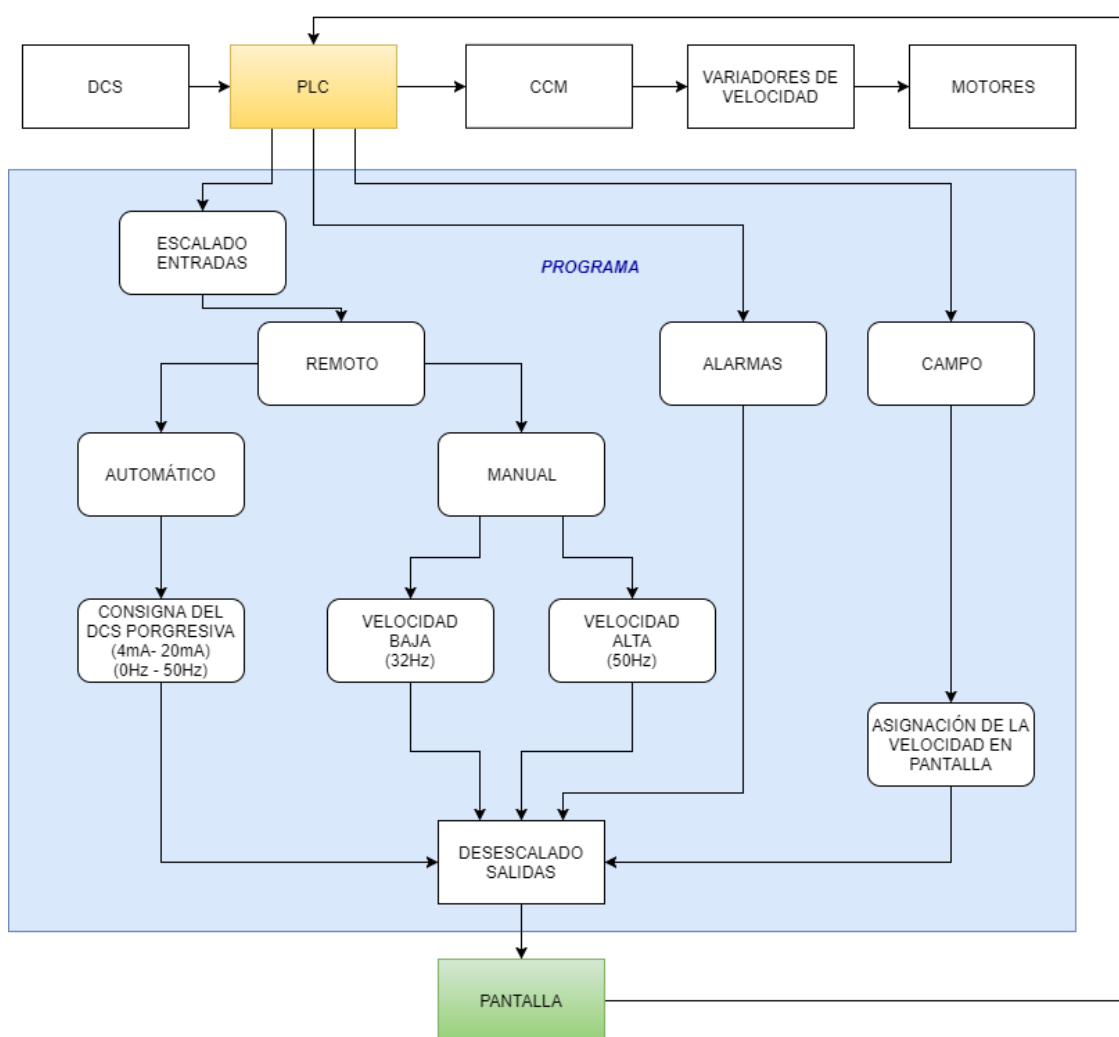 DCS
PLC
CCM
VARIADORES DE
VELOCIDAD
MOTORES
ESCALADO
ENTRADAS
PROGRAMA
REMOTO
ALARMAS
CAMPO
AUTOMÁTICO
MANUAL
CONSIGNA DEL
DCS PORGRESIVA
(4mA- 20mA)
(0Hz - 50Hz)
VELOCIDAD
BAJA
(32Hz)
VELOCIDAD
ALTA
(50Hz)
ASIGNACIÓN DE LA
VELOCIDAD EN
PANTALLA
DESESCALADO
SALIDAS
PANTALLA